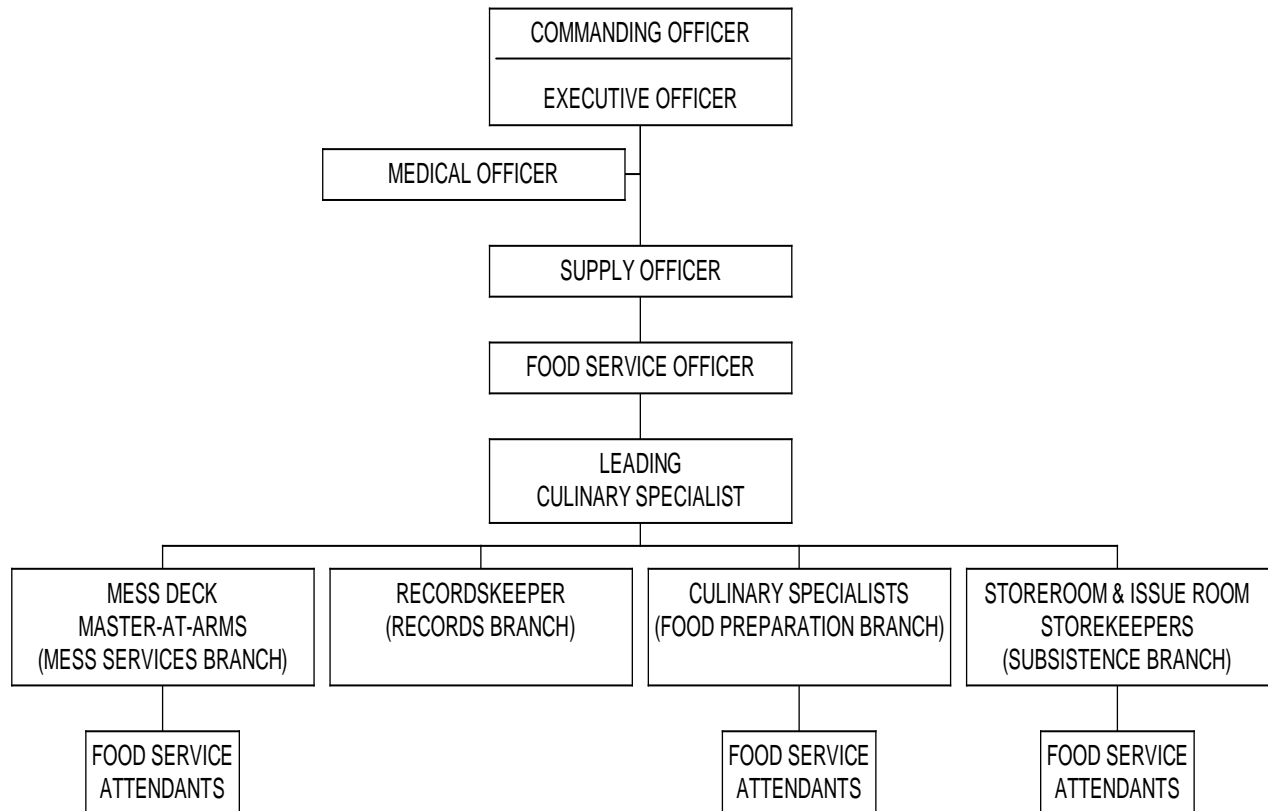 COMMANDING OFFICER
EXECUTIVE OFFICER
MEDICAL OFFICER
SUPPLY OFFICER
FOOD SERVICE OFFICER
LEADING
CULINARY SPECIALIST
MESS DECK
MASTER-AT-ARMS
(MESS SERVICES BRANCH)
RECORDSKEEPER
(RECORDS BRANCH)
CULINARY SPECIALISTS
(FOOD PREPARATION BRANCH)
STOREROOM & ISSUE ROOM
STOREKEEPERS
(SUBSISTENCE BRANCH)
FOOD SERVICE
ATTENDANTS
FOOD SERVICE
ATTENDANTS
FOOD SERVICE
ATTENDANTS